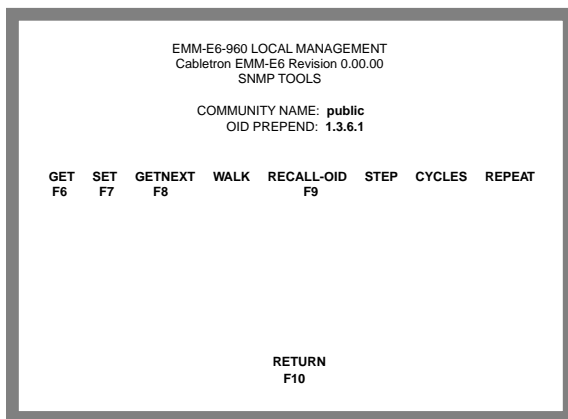 EMM-E6-960 LOCAL MANAGEMENT
Cabletron EMM-E6 Revision 0.00.00
SNMP TOOLS
COMMUNITY NAME: public
OID PREPEND: 1.3.6.1
GET SET GETNEXT WALK RECALL-OID STEP CYCLES REPEAT
F6 F7 F8 F9
RETURN
F10